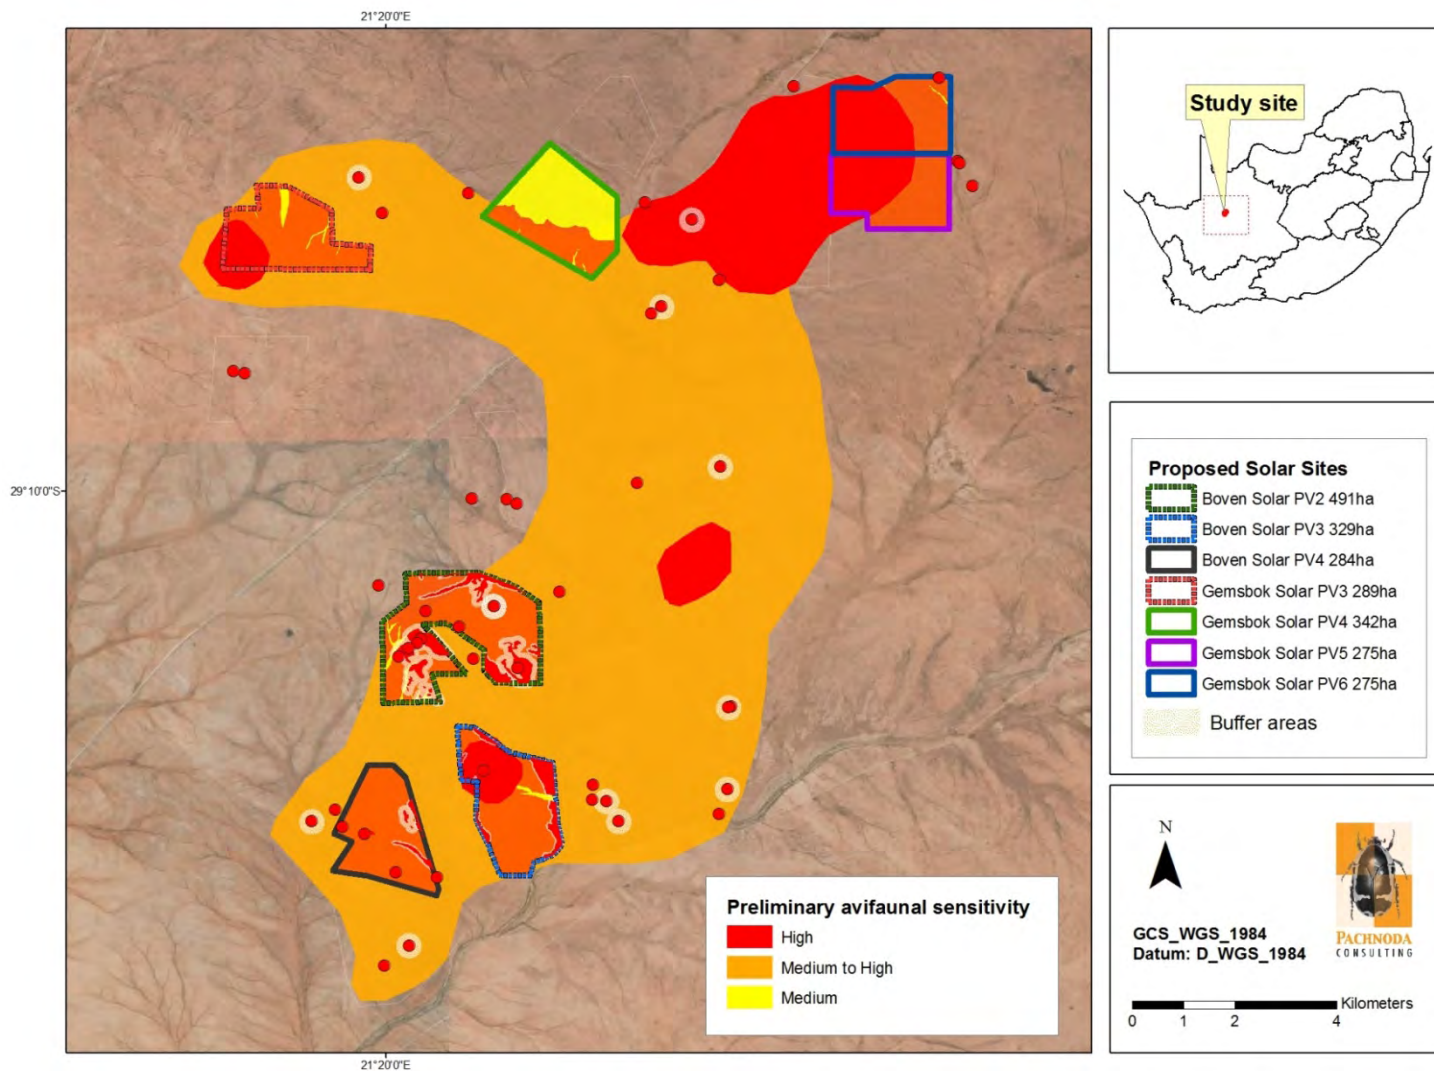 21°20'0"E
29°10'0"S
Study site
Proposed Solar Sites
Boven Solar PV2 491ha
Boven Solar PV3 329ha
Boven Solar PV4 284ha
Gemsbok Solar PV3 289ha
Gemsbok Solar PV4 342ha
Gemsbok Solar PV5 275ha
Gemsbok Solar PV6 275ha
Buffer areas
Preliminary avifaunal sensitivity
High
Medium to High
Medium
N
GCS_WGS_1984
Datum: D_WGS_1984
PACHNODA
CONSULTING
Kilometers
0 1 2 4
21°20'0"E